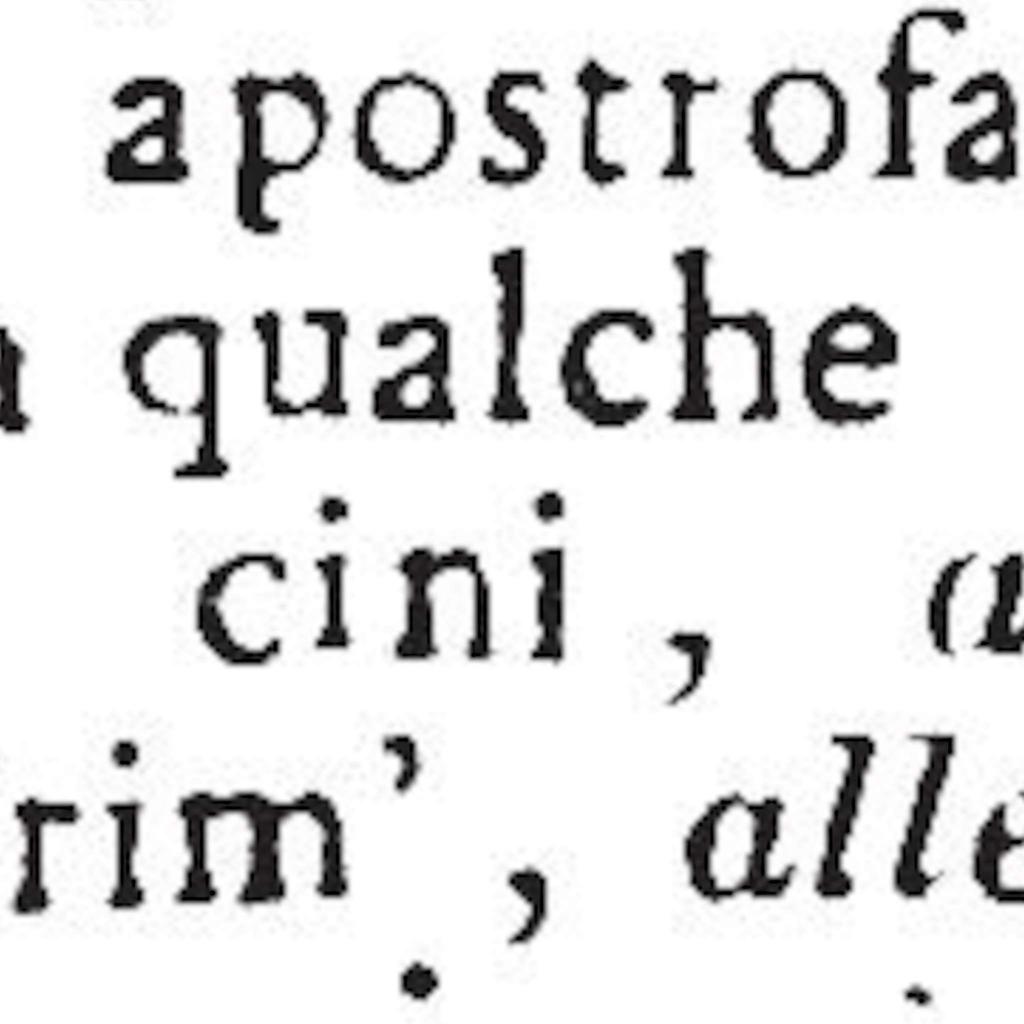 apostrofa
qualche
cini ,
rim’ , alle